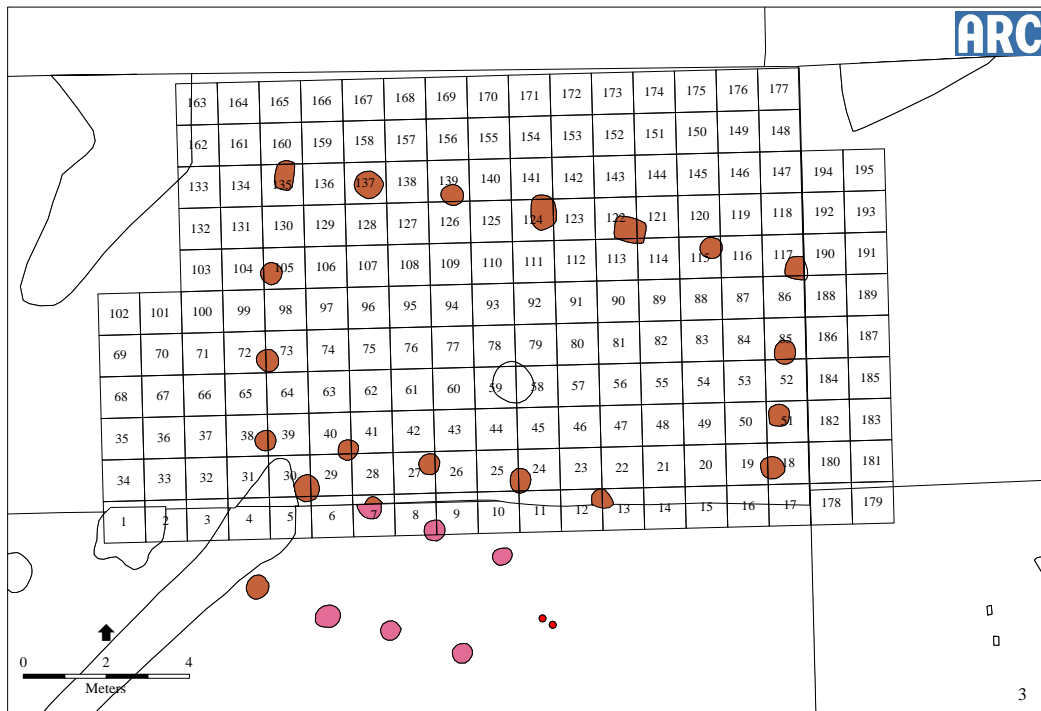 ARC
163 164 165 166 167 168 169 170 171 172 173 174 175 176 177
162 161 160 159 158 157 156 155 154 153 152 151 150 149 148
133 134 135 136 137 138 139 140 141 142 143 144 145 146 147 194 195
132 131 130 129 128 127 126 125 124 123 122 121 120 119 118 192 193
103 104 105 106 107 108 109 110 111 112 113 114 115 116 117 190 191
102 101 100 99 98 97 96 95 94 93 92 91 90 89 88 87 86 188 189
69 70 71 72 73 74 75 76 77 78 79 80 81 82 83 84 85 186 187
68 67 66 65 64 63 62 61 60 59 58 57 56 55 54 53 52 184 185
35 36 37 38 39 40 41 42 43 44 45 46 47 48 49 50 51 182 183
34 33 32 31 30 29 28 27 26 25 24 23 22 21 20 19 18 180 181
1 2 3 4 5 6 7 8 9 10 11 12 13 14 15 16 17 178 179
0 2 4
Meters
3